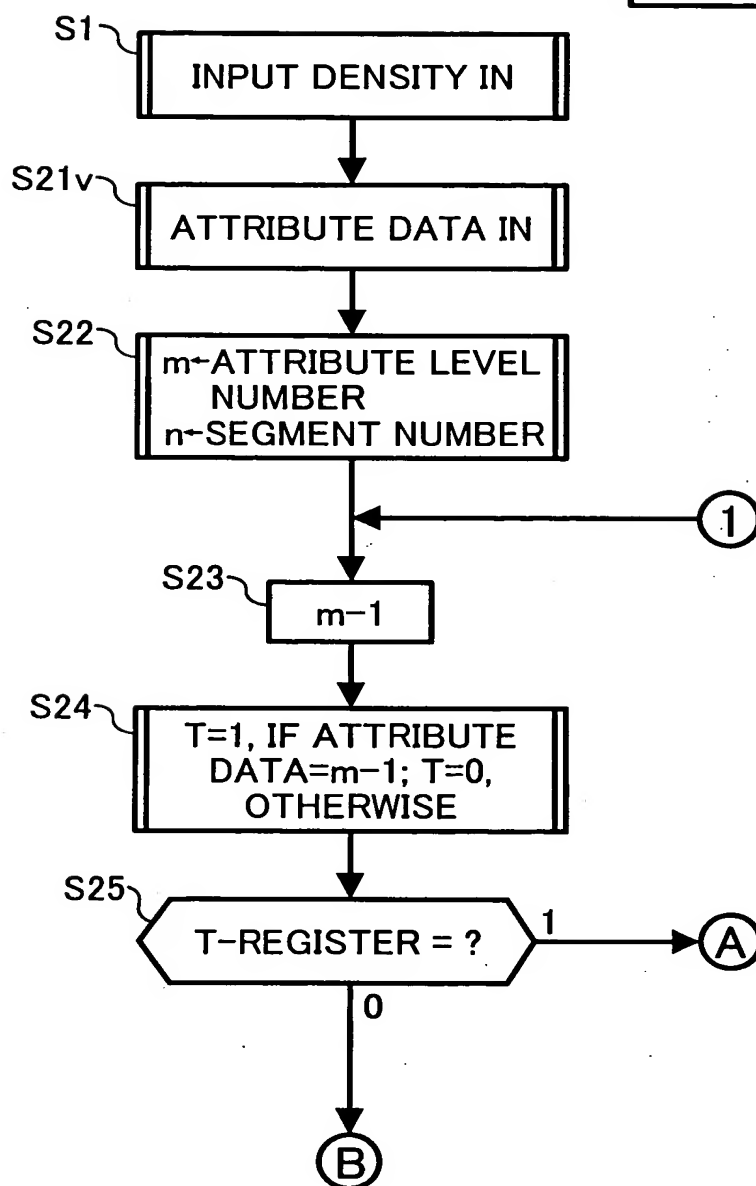 S1
INPUT DENSITY IN
S21v
ATTRIBUTE DATA IN
S22
m←ATTRIBUTE LEVEL
NUMBER
n←SEGMENT NUMBER
1
S23
m-1
S24
T=1, IF ATTRIBUTE
DATA=m-1; T=0,
OTHERWISE
S25
T-REGISTER = ?
1
A
0
B